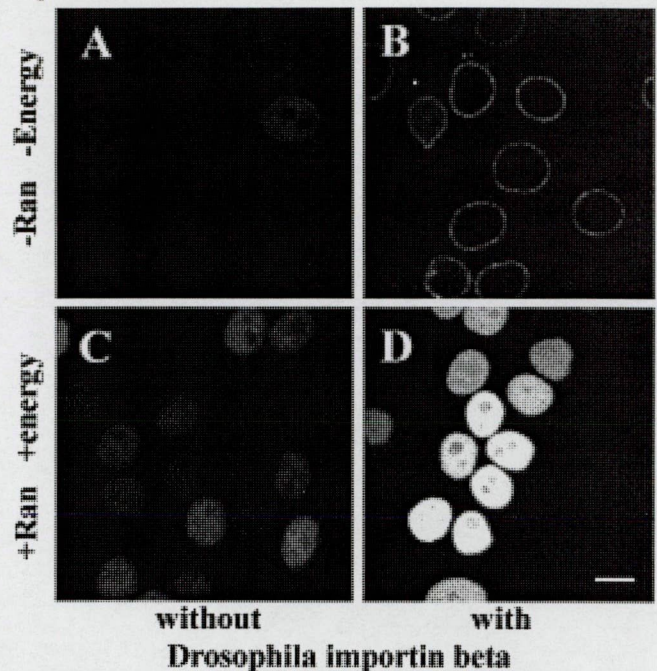 A
B
-Ran -Energy
C
D
+Ran +energy
without
with
Drosophila importin beta